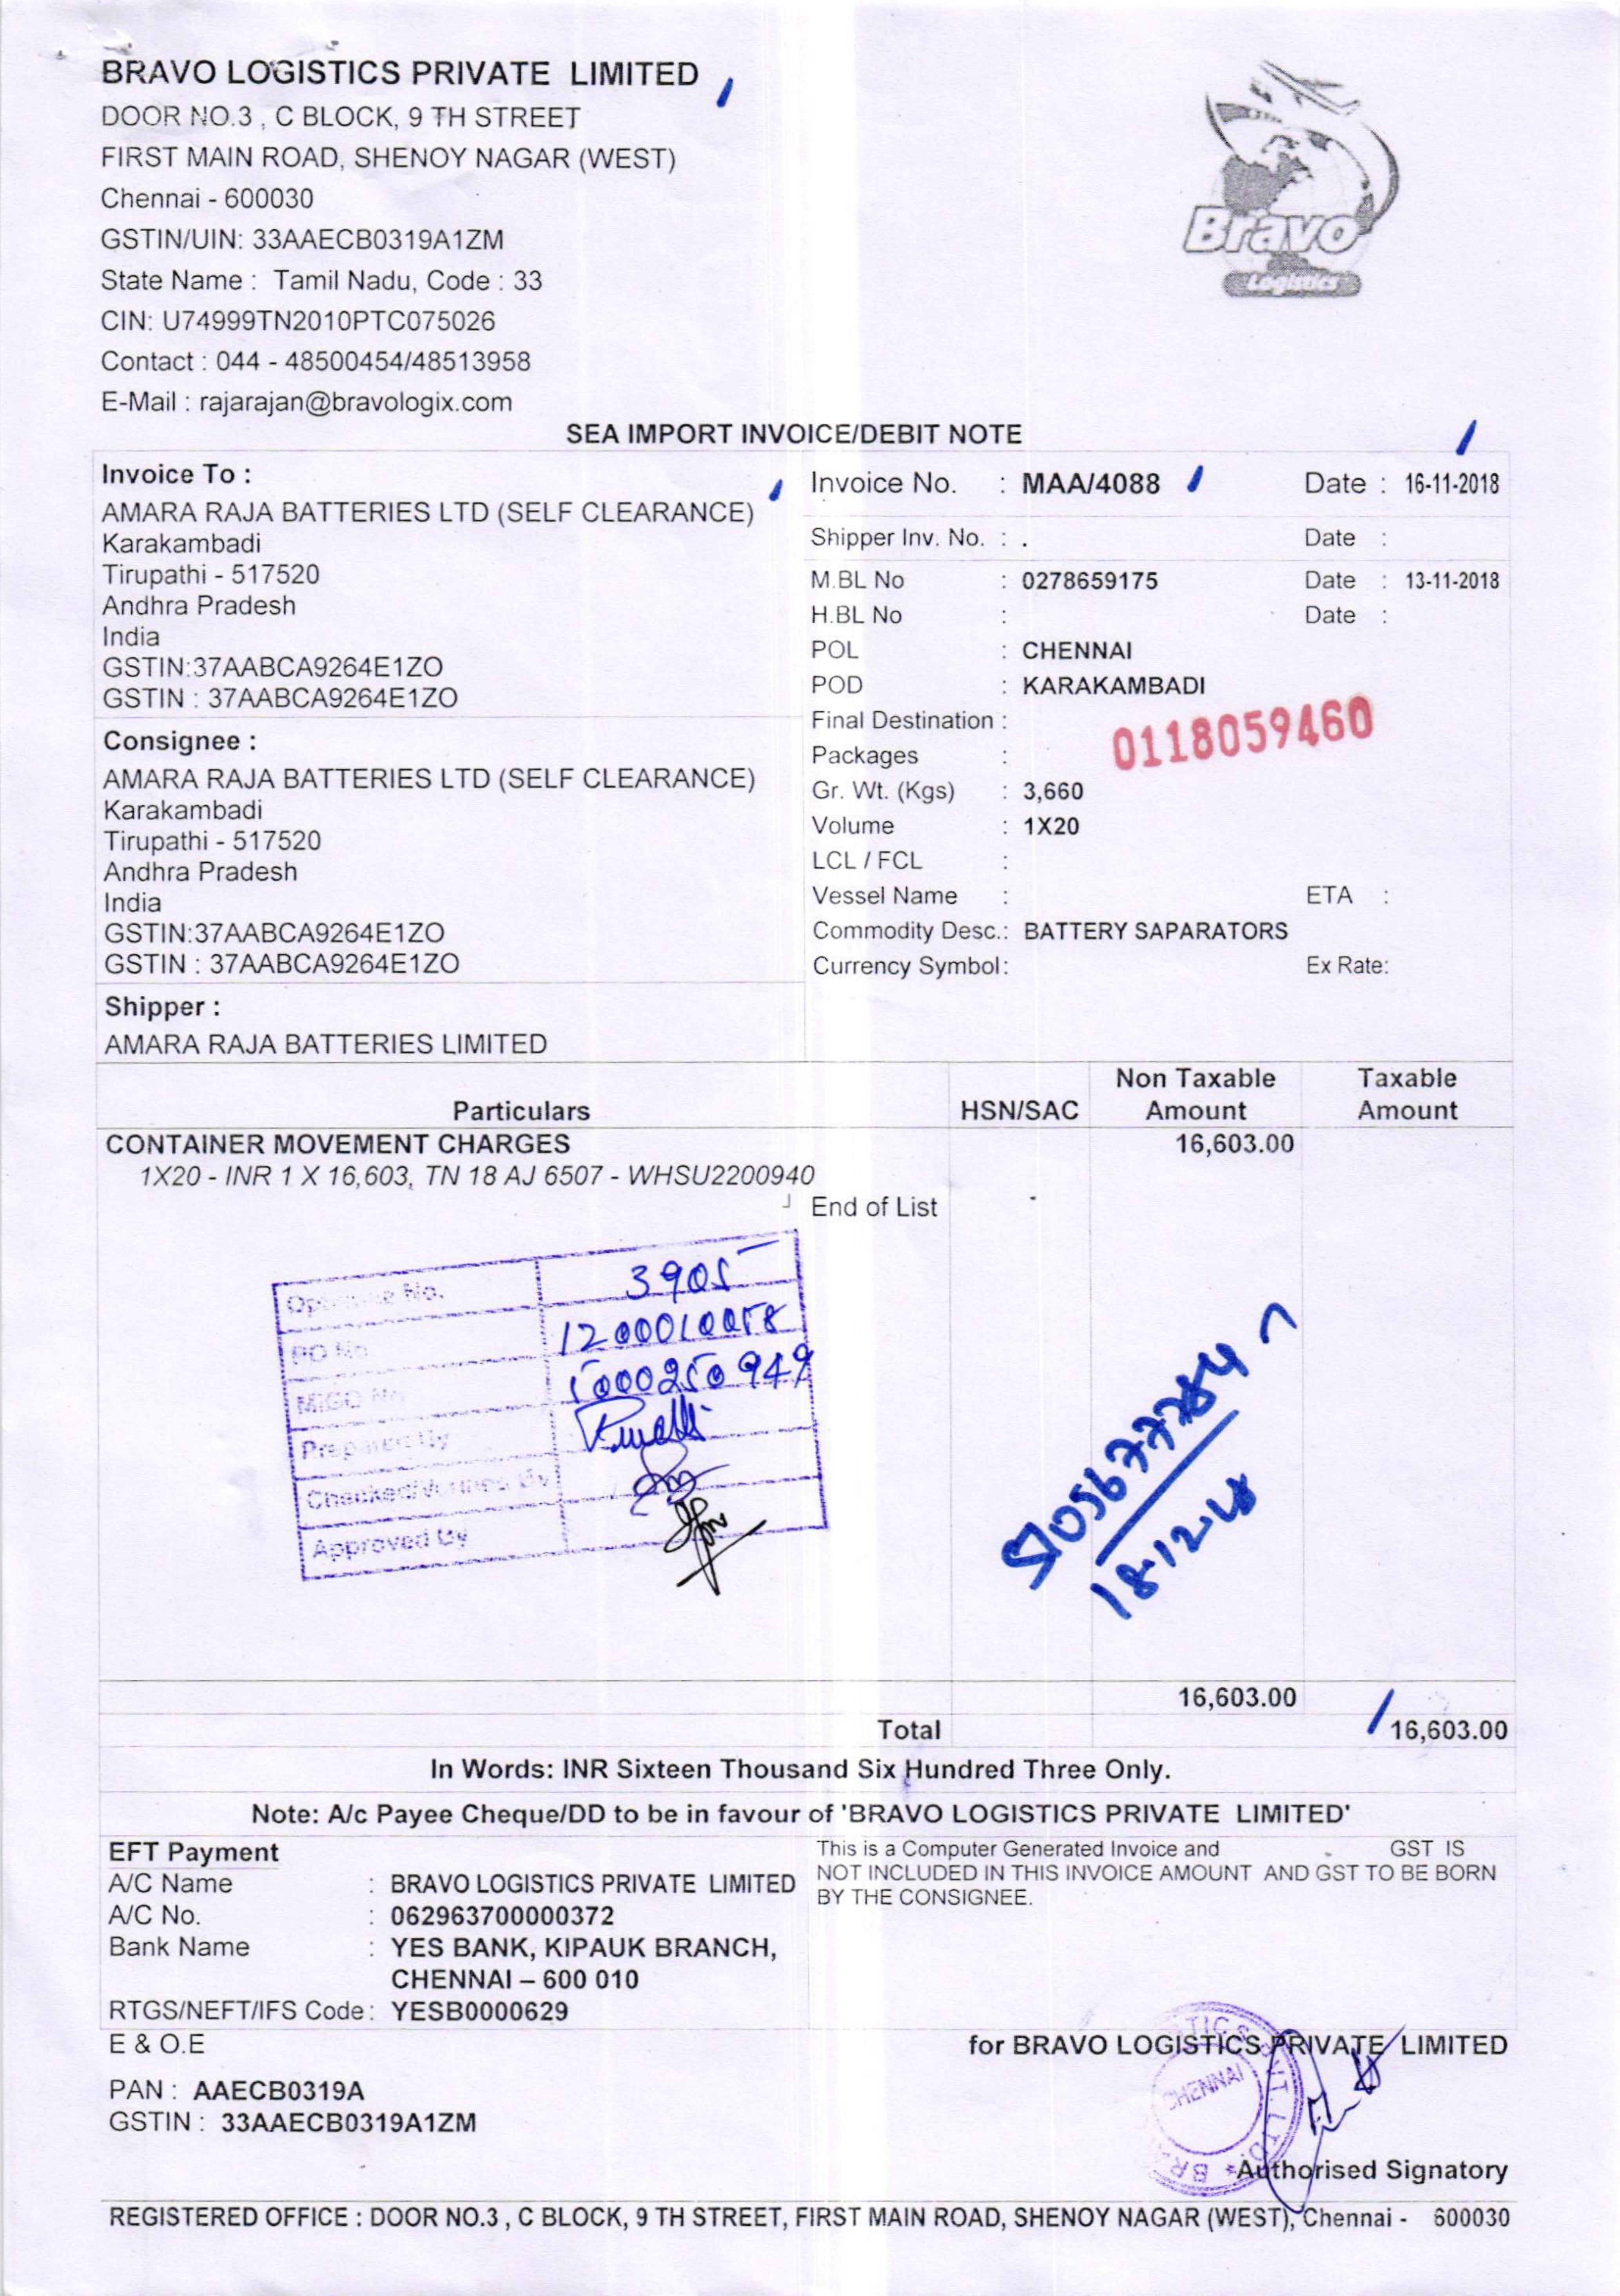 BRAVO LOGISTICS PRIVATE LIMITED
DOOR NO.3 , C BLOCK, 9 TH STREET
FIRST MAIN ROAD, SHENOY NAGAR (WEST)
Chennai - 600030
GSTIN/UIN: 33AAECB0319A1ZM
State Name : Tamil Nadu, Code : 33
CIN: U74999TN2010PTC075026
Contact : 044 - 48500454/48513958
E-Mail : rajarajan@bravologix.com
Bravo
Logistics
SEA IMPORT INVOICE/DEBIT NOTE
Invoice To :
AMARA RAJA BATTERIES LTD (SELF CLEARANCE)
Karakambadi
Tirupathi - 517520
Andhra Pradesh
India
GSTIN:37AABCA9264E1ZO
GSTIN : 37AABCA9264E1ZO
Consignee :
AMARA RAJA BATTERIES LTD (SELF CLEARANCE)
Karakambadi
Tirupathi - 517520
Andhra Pradesh
India
GSTIN:37AABCA9264E1ZO
GSTIN : 37AABCA9264E1ZO
Shipper :
AMARA RAJA BATTERIES LIMITED
Invoice No. : MAA/4088 Date : 16-11-2018
Shipper Inv. No. : . Date :
M.BL No : 0278659175 Date : 13-11-2018
H.BL No : Date :
POL : CHENNAI
POD : KARAKAMBADI
Final Destination :
0118059460
Packages :
Gr. Wt. (Kgs) : 3,660
Volume : 1X20
LCL / FCL :
Vessel Name : ETA :
Commodity Desc.: BATTERY SAPARATORS
Currency Symbol: Ex Rate:
Particulars HSN/SAC Non Taxable Amount Taxable Amount
CONTAINER MOVEMENT CHARGES 16,603.00
1X20 - INR 1 X 16,603, TN 18 AJ 6507 - WHSU2200940
End of List
No. 3905
PO No 1200010058
MIGO No 5000250949
Prepared By
Checked/Verified By
Approved By
16,603.00
Total 16,603.00
In Words: INR Sixteen Thousand Six Hundred Three Only.
Note: A/c Payee Cheque/DD to be in favour of 'BRAVO LOGISTICS PRIVATE LIMITED'
EFT Payment
A/C Name : BRAVO LOGISTICS PRIVATE LIMITED
A/C No. : 062963700000372
Bank Name : YES BANK, KIPAUK BRANCH,
CHENNAI – 600 010
RTGS/NEFT/IFS Code : YESB0000629
This is a Computer Generated Invoice and GST IS
NOT INCLUDED IN THIS INVOICE AMOUNT AND GST TO BE BORN
BY THE CONSIGNEE.
E & O.E
PAN : AAECB0319A
GSTIN : 33AAECB0319A1ZM
for BRAVO LOGISTICS PRIVATE LIMITED
CHENNAI
Authorised Signatory
REGISTERED OFFICE : DOOR NO.3 , C BLOCK, 9 TH STREET, FIRST MAIN ROAD, SHENOY NAGAR (WEST), Chennai - 600030